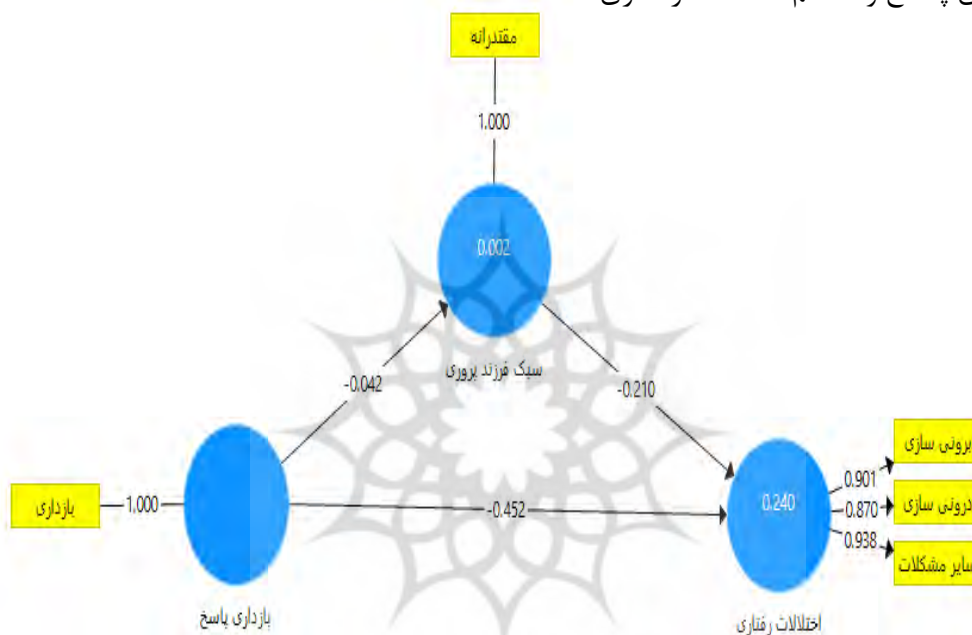 مقتدرانه
1.000
0.002
سبک فرزند پروری
-0.042
-0.210
بازداری
1.000
-0.452
0.240
0.901
0.870
0.938
برونی سازی
درونی سازی
سایر مشکلات
بازداری پاسخ
اختلالات رفتاری